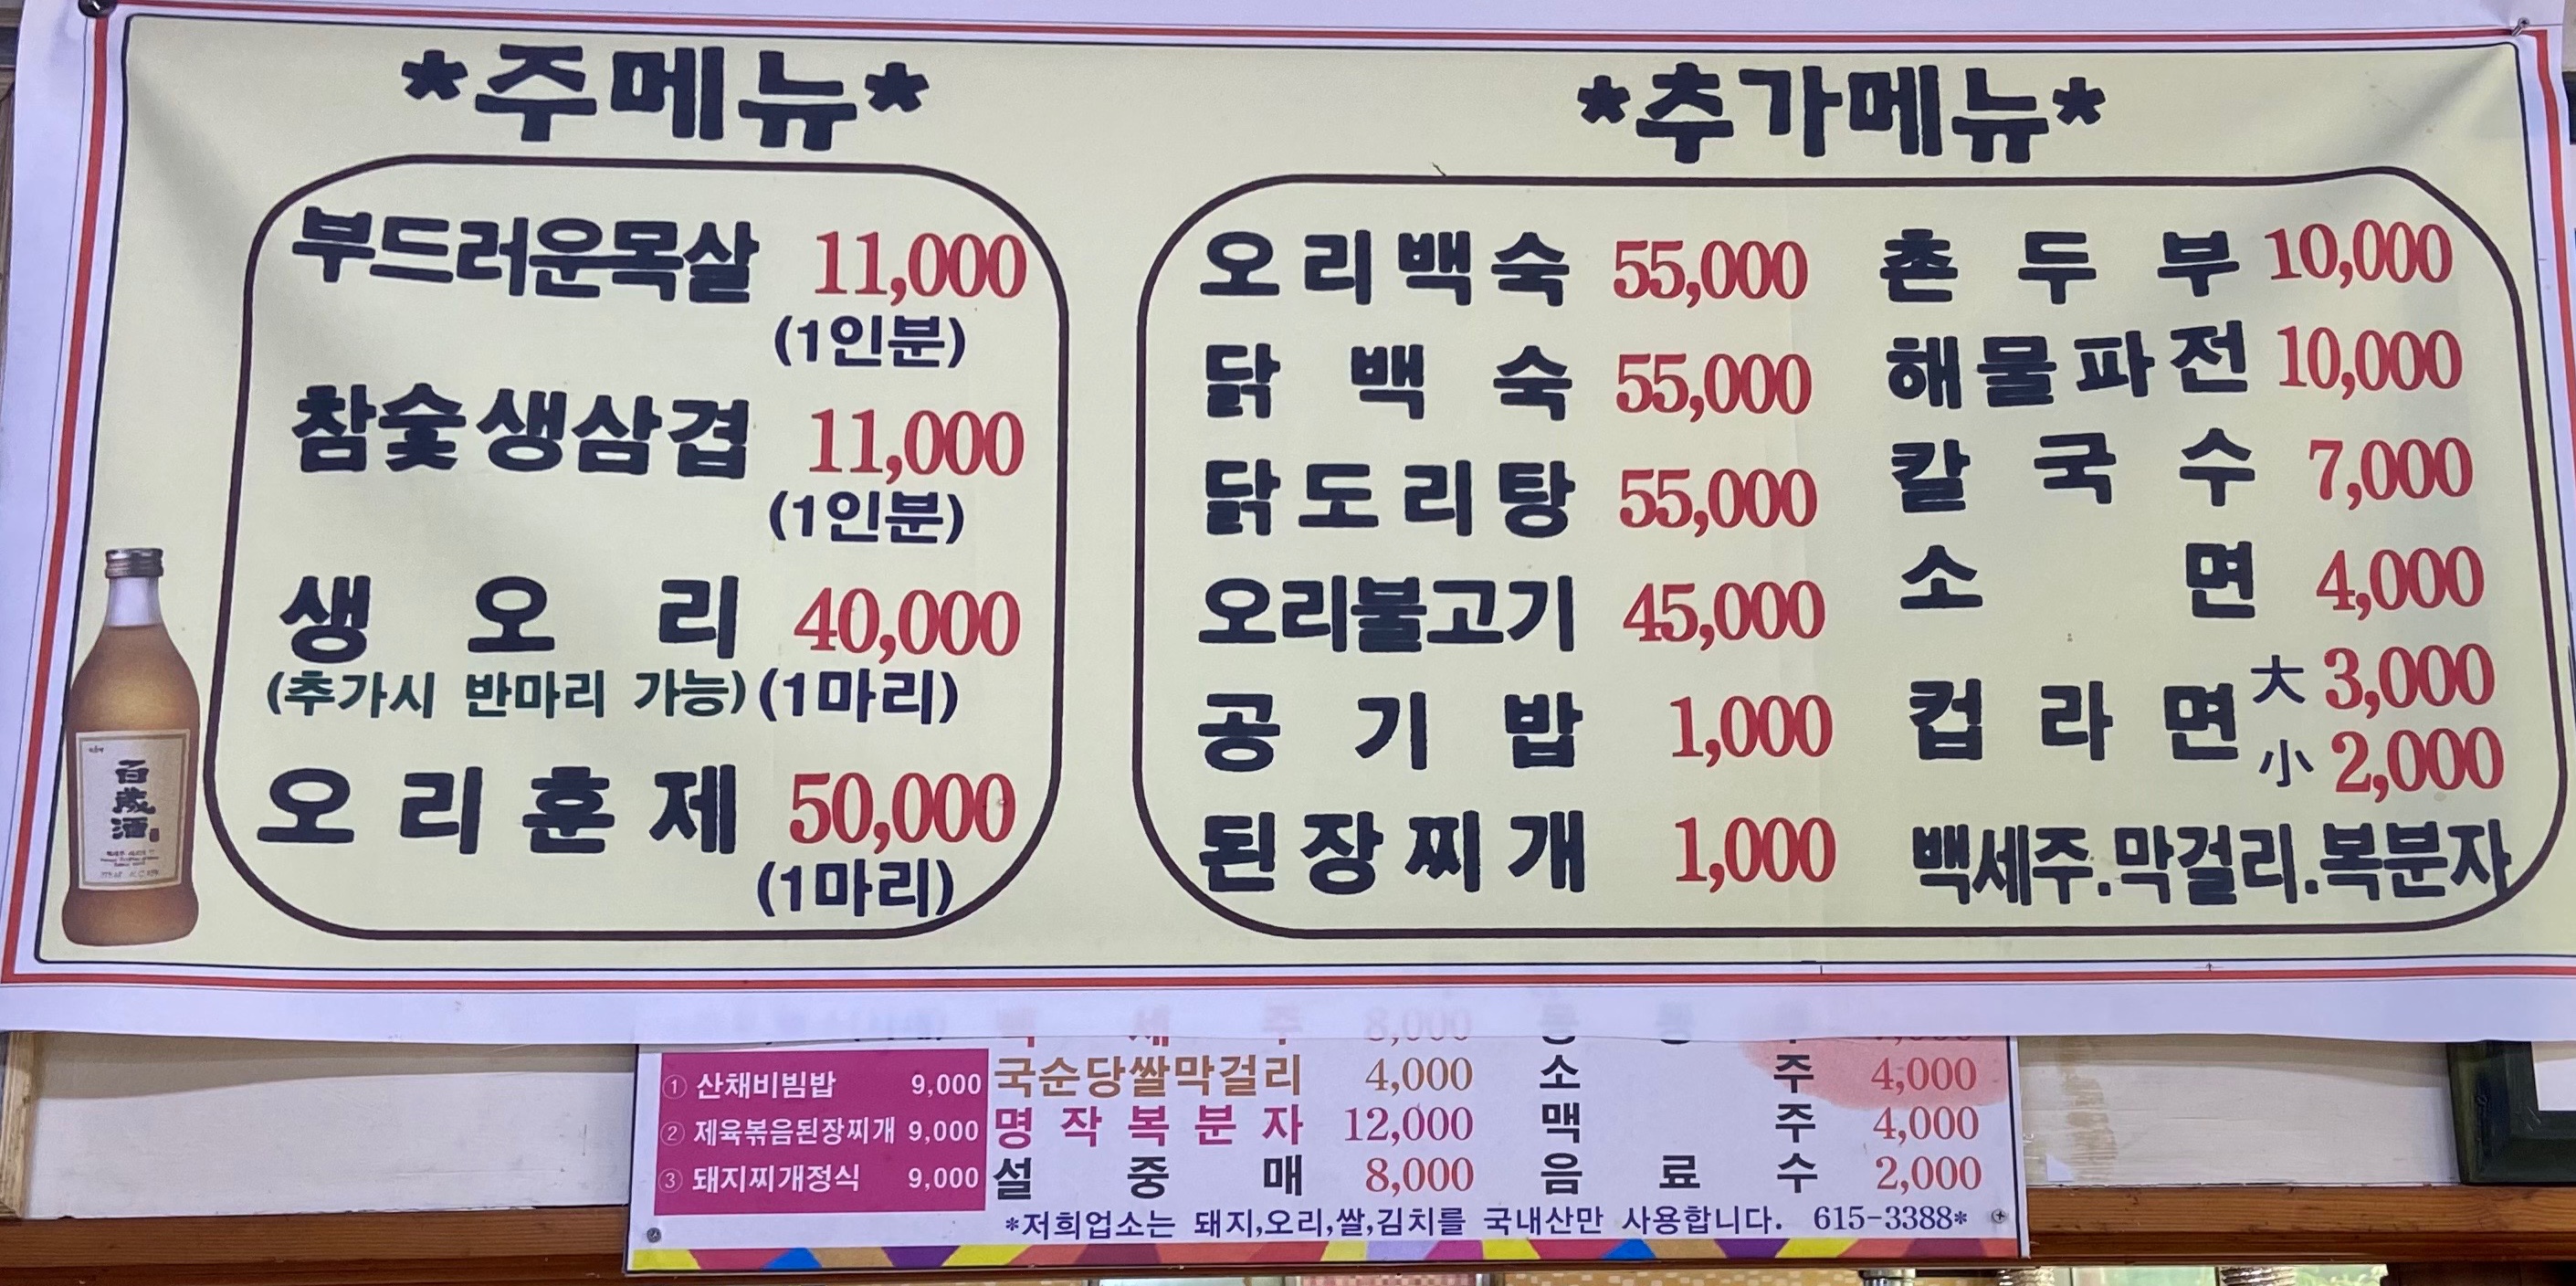 *주메뉴*
부드러운목살 11,000
(1인분)
참숯생삼겹 11,000
(1인분)
생오리 40,000
(추가시 반마리 가능) (1마리)
오리훈제 50,000
(1마리)
百歲酒
*추가메뉴*
오리백숙 55,000
닭백숙 55,000
닭도리탕 55,000
오리불고기 45,000
공기밥 1,000
된장찌개 1,000
촌두부 10,000
해물파전 10,000
칼국수 7,000
소면 4,000
컵라면 大 3,000
小 2,000
백세주.막걸리.복분자
① 산채비빔밥 9,000
② 제육볶음된장찌개 9,000
③ 돼지찌개정식 9,000
백세주 8,000
국순당쌀막걸리 4,000
명작복분자 12,000
설중매 8,000
소주 4,000
맥주 4,000
음료수 2,000
*저희업소는 돼지,오리,쌀,김치를 국내산만 사용합니다. 615-3388*